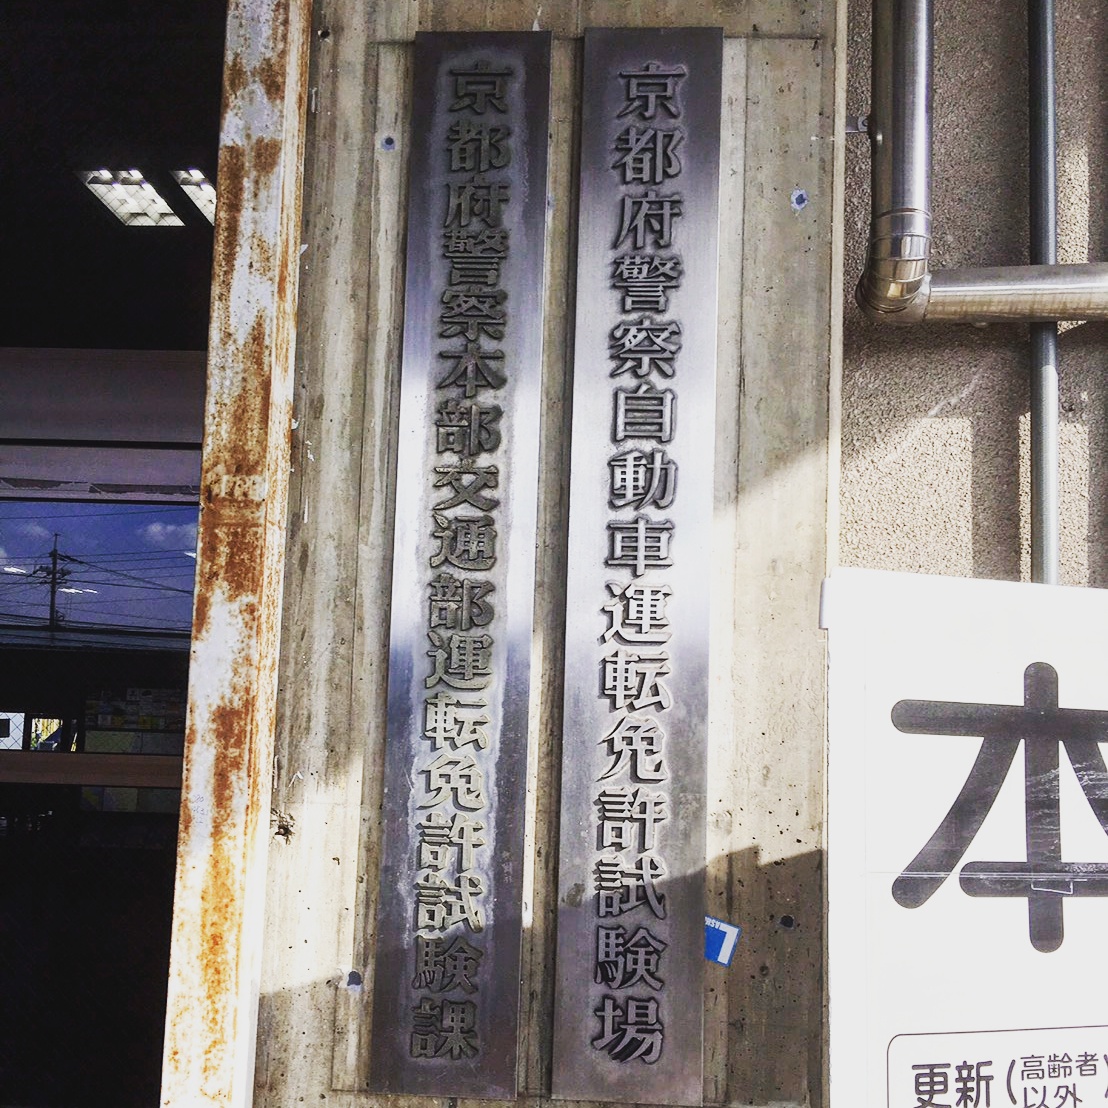 京都府警察自動車運転免許試験場
京都府警察本部交通部運転免許試験課
本
更新(高齢者
以外